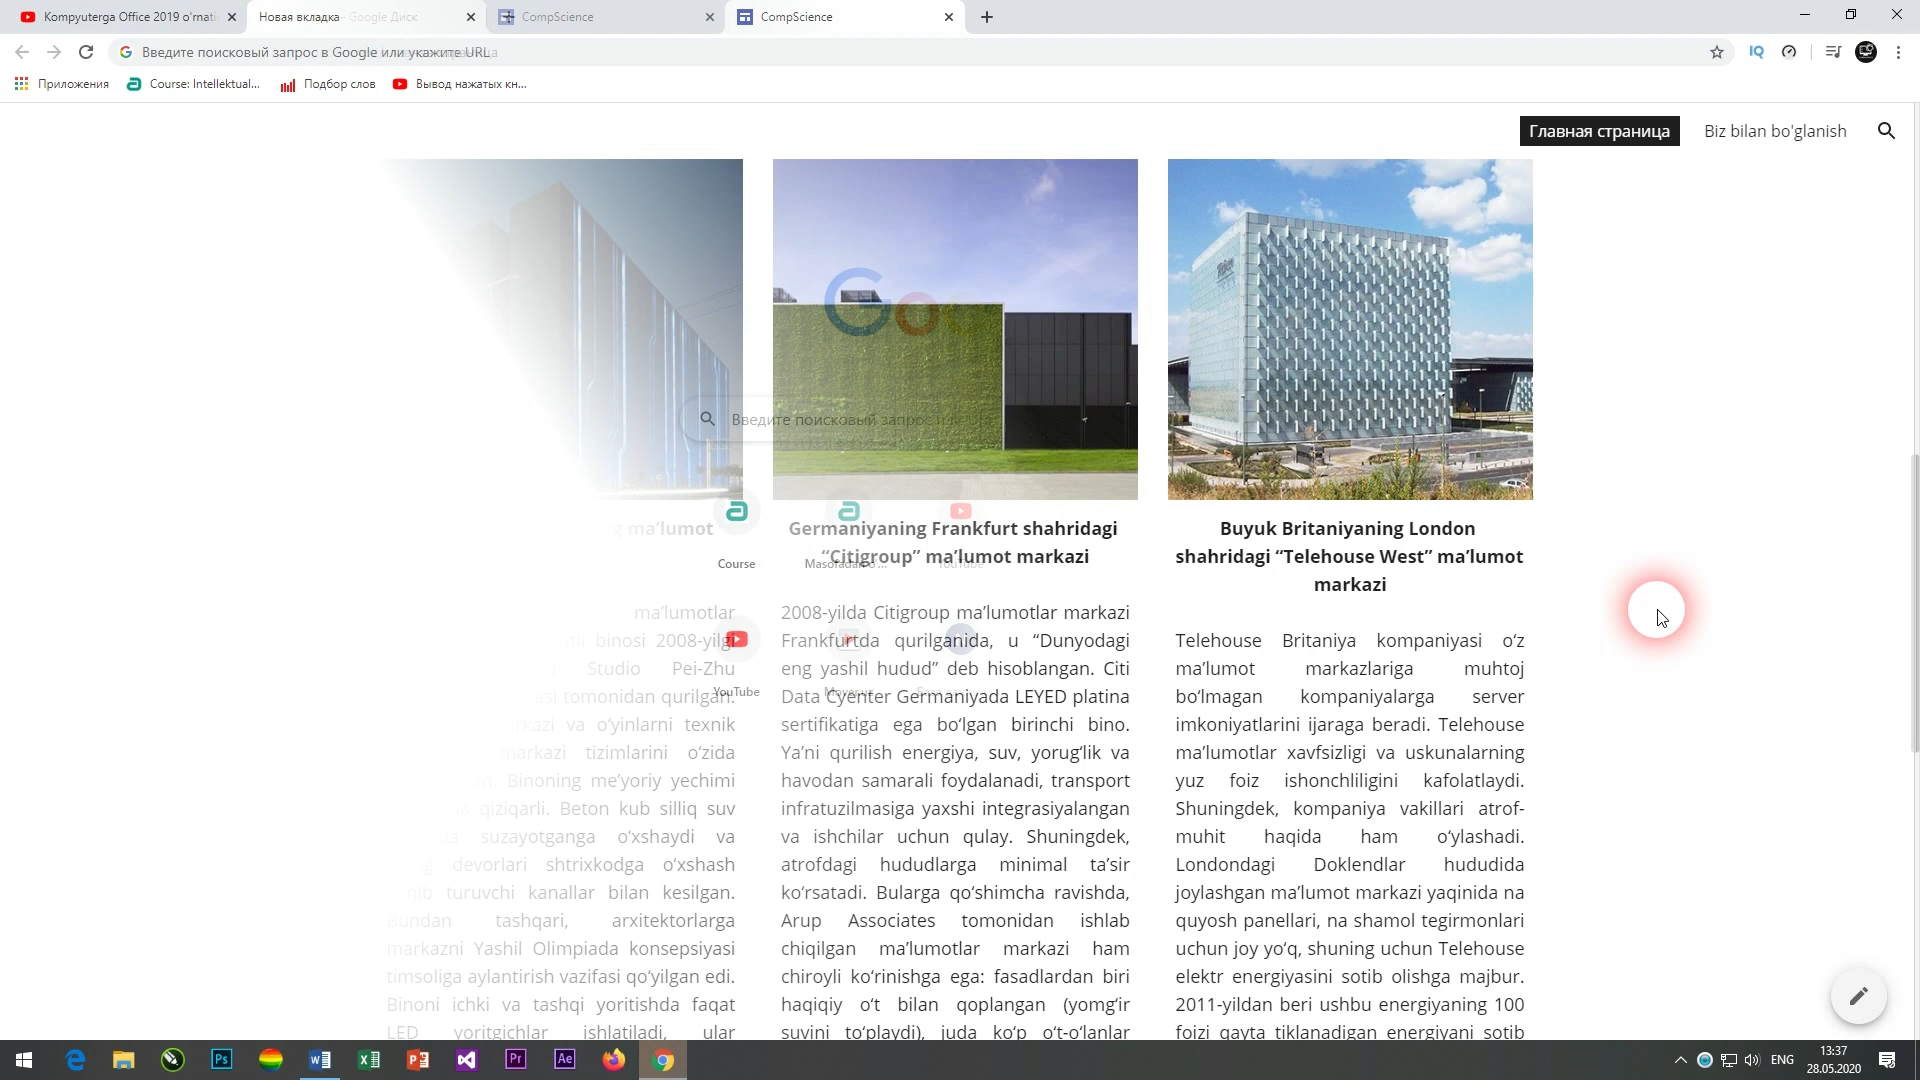 Kompyuterga Office 2019 o'rnati
Новая вкладка
Google Диск
CompScience
CompScience
Введите поисковый запрос в Google или укажите URL
IQ
Приложения
Course: Intellektual...
Подбор слов
Вывод нажатых кн...
Главная страница
Biz bilan bo'glanish
Введите поисковый запрос
ma’lumot
Course
YouTube
YouTube
ma’lumotlar
binosi 2008-yilgi
Studio Pei-Zhu
tomonidan qurilgan.
va o‘yinlarni texnik
markazi tizimlarini o‘zida
Binoning me’yoriy yechimi
qiziqarli. Beton kub silliq suv
suzayotganga o‘xshaydi va
devorlari shtrixkodga o‘xshash
turuvchi kanallar bilan kesilgan.
Bundan tashqari, arxitektorlarga
markazni Yashil Olimpiada konsepsiyasi
timsoliga aylantirish vazifasi qo‘yilgan edi.
Binoni ichki va tashqi yoritishda faqat
LED yoritgichlar ishlatiladi, ular
Germaniyaning Frankfurt shahridagi
“Citigroup” ma’lumot markazi
2008-yilda Citigroup ma’lumotlar markazi
Frankfurtda qurilganida, u “Dunyodagi
eng yashil hudud” deb hisoblangan. Citi
Data Cyenter Germaniyada LEYED platina
sertifikatiga ega bo‘lgan birinchi bino.
Ya’ni qurilish energiya, suv, yorug‘lik va
havodan samarali foydalanadi, transport
infratuzilmasiga yaxshi integrasiyalangan
va ishchilar uchun qulay. Shuningdek,
atrofdagi hududlarga minimal ta’sir
ko‘rsatadi. Bularga qo‘shimcha ravishda,
Arup Associates tomonidan ishlab
chiqilgan ma’lumotlar markazi ham
chiroyli ko‘rinishga ega: fasadlardan biri
haqiqiy o‘t bilan qoplangan (yomg‘ir
suvini to‘playdi), juda ko‘p o‘t-o‘lanlar
Buyuk Britaniyaning London
shahridagi “Telehouse West” ma’lumot
markazi
Telehouse Britaniya kompaniyasi o‘z
ma’lumot markazlariga muhtoj
bo‘lmagan kompaniyalarga server
imkoniyatlarini ijaraga beradi. Telehouse
ma’lumotlar xavfsizligi va uskunalarning
yuz foiz ishonchliligini kafolatlaydi.
Shuningdek, kompaniya vakillari atrof-
muhit haqida ham o‘ylashadi.
Londondagi Doklendlar hududida
joylashgan ma’lumot markazi yaqinida na
quyosh panellari, na shamol tegirmonlari
uchun joy yo‘q, shuning uchun Telehouse
elektr energiyasini sotib olishga majbur.
2011-yildan beri ushbu energiyaning 100
foizi qayta tiklanadigan energiyani sotib
Ps
Pr
Ae
ENG
13:37
28.05.2020